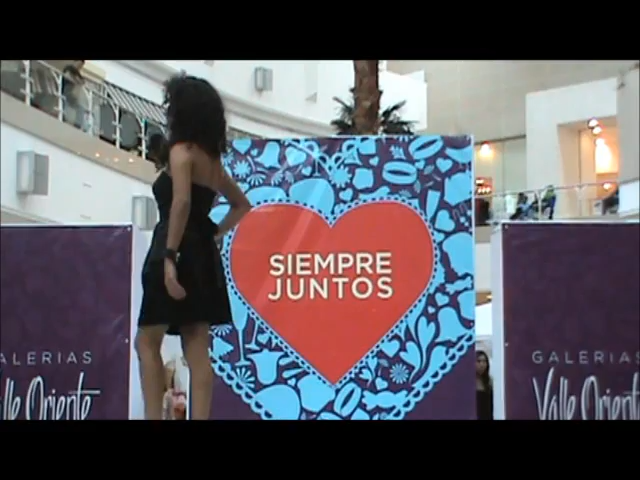 SIEMPRE
JUNTOS
GALERIAS
Valle Oriente
GALERIAS
Valle Oriente